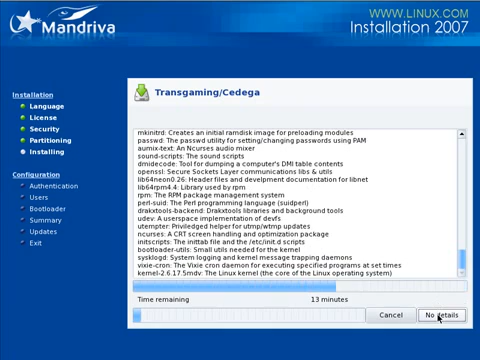 Mandriva
WWW.LINUX.COM
Installation 2007
Installation
Language
License
Security
Partitioning
Installing
Configuration
Authentication
Users
Bootloader
Summary
Updates
Exit
Transgaming/Cedega
mkinitrd: Creates an initial ramdisk image for preloading modules
passwd: The passwd utility for setting/changing passwords using PAM
aumix-text: An Ncurses audio mixer
sound-scripts: The sound scripts
dmidecode: Tool for dumping a computer's DMI table contents
openssl: Secure Sockets Layer communications libs & utils
lib64neon0.26: Header files and develpment documentation for libnet
lib64rpm4.4: Library used by rpm
rpm: The RPM package management system
perl-suid: The Perl programming language (suidperl)
drakxtools-backend: Drakxtools libraries and background tools
udev: A userspace implementation of devfs
utempter: Priviledged helper for utmp/wtmp updates
ncurses: A CRT screen handling and optimization package
initscripts: The inittab file and the /etc/init.d scripts
bootloader-utils: Small utils needed for the kernel
sysklogd: System logging and kernel message trapping daemons
vixie-cron: The Vixie cron daemon for executing specified programs at set times
kernel-2.6.17.5mdv: The Linux kernel (the core of the Linux operating system)
Time remaining
13 minutes
Cancel
No details